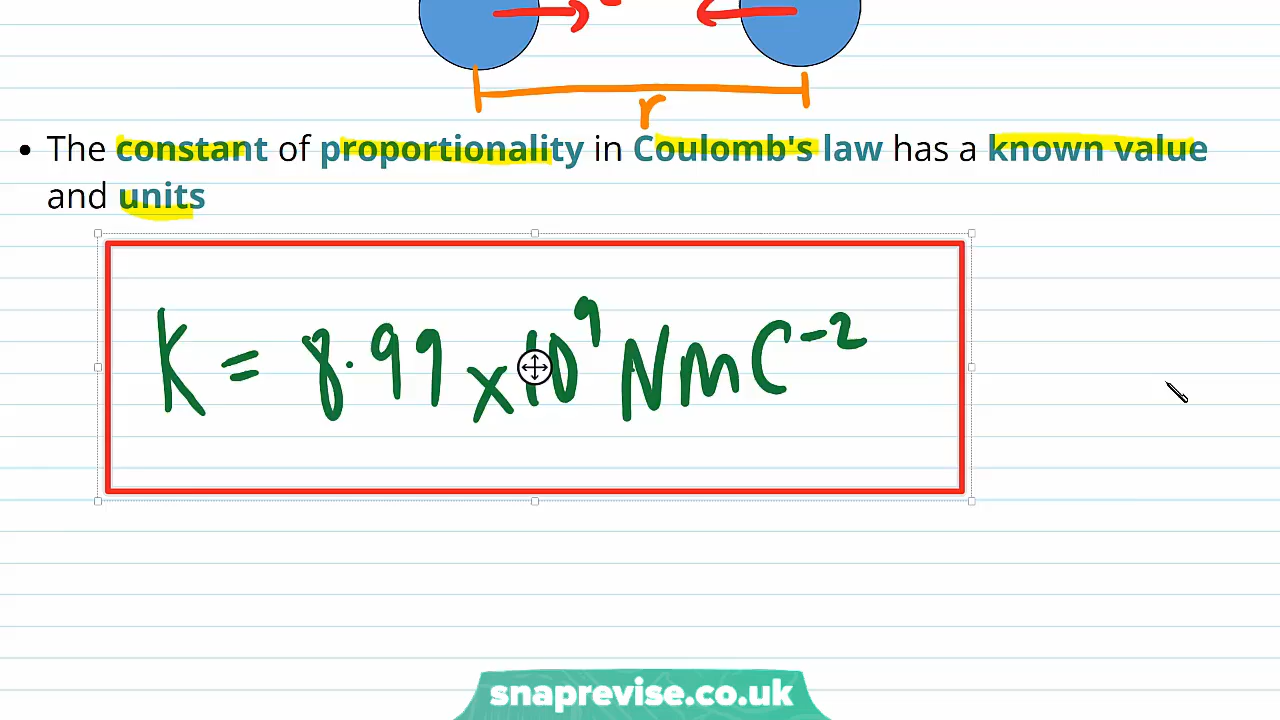 r
• The constant of proportionality in Coulomb's law has a known value
and units
K = 8.99 x 10⁹ N m C⁻²
snaprevise.co.uk